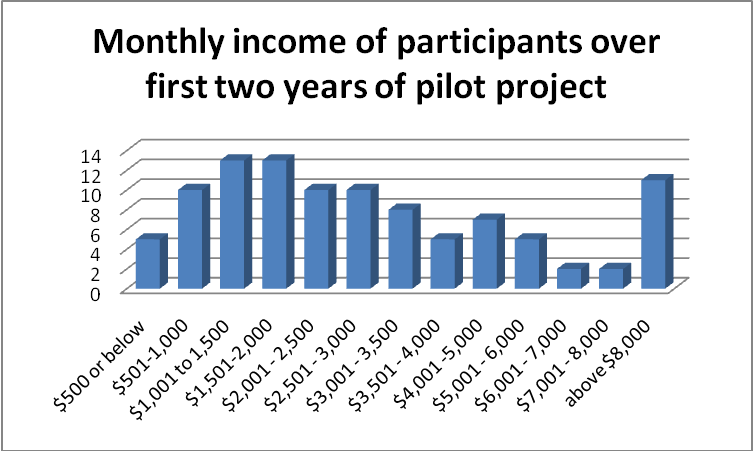 Monthly income of participants over
first two years of pilot project
14
12
10
8
6
4
2
0
$500 or below
$501-1,000
$1,001 to 1,500
$1,501-2,000
$2,001 - 2,500
$2,501 - 3,000
$3,001 - 3,500
$3,501 - 4,000
$4,001 -5,000
$5,001 - 6,000
$6,001 - 7,000
$7,001 - 8,000
above $8,000